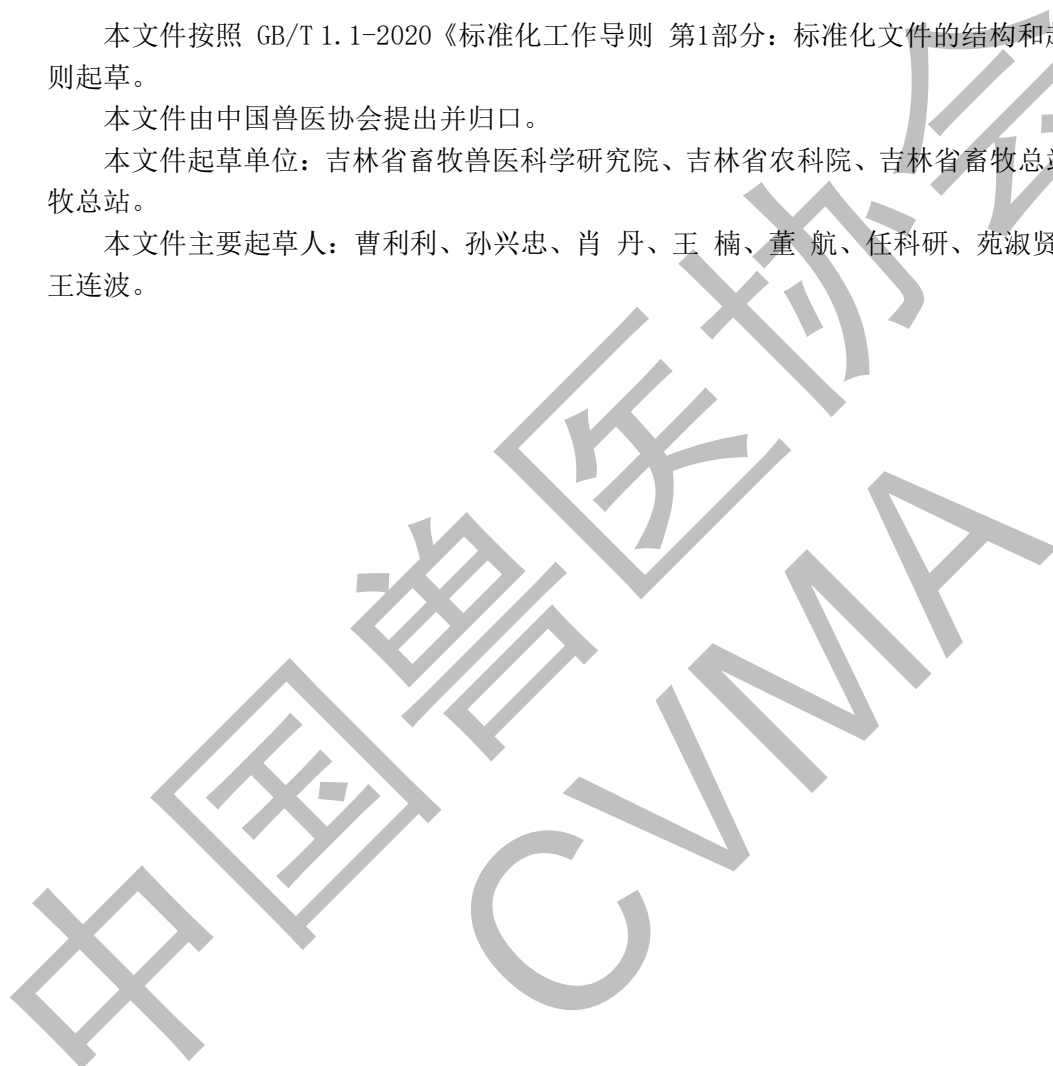 本文件按照 GB/T 1.1-2020《标准化工作导则 第1部分：标准化文件的结构和
则起草。
本文件由中国兽医协会提出并归口。
本文件起草单位：吉林省畜牧兽医科学研究院、吉林省农科院、吉林省畜牧总
牧总站。
本文件主要起草人：曹利利、孙兴忠、肖 丹、王 楠、董 航、任科研、苑淑贤
王连波。
中国兽医协会
CVMA